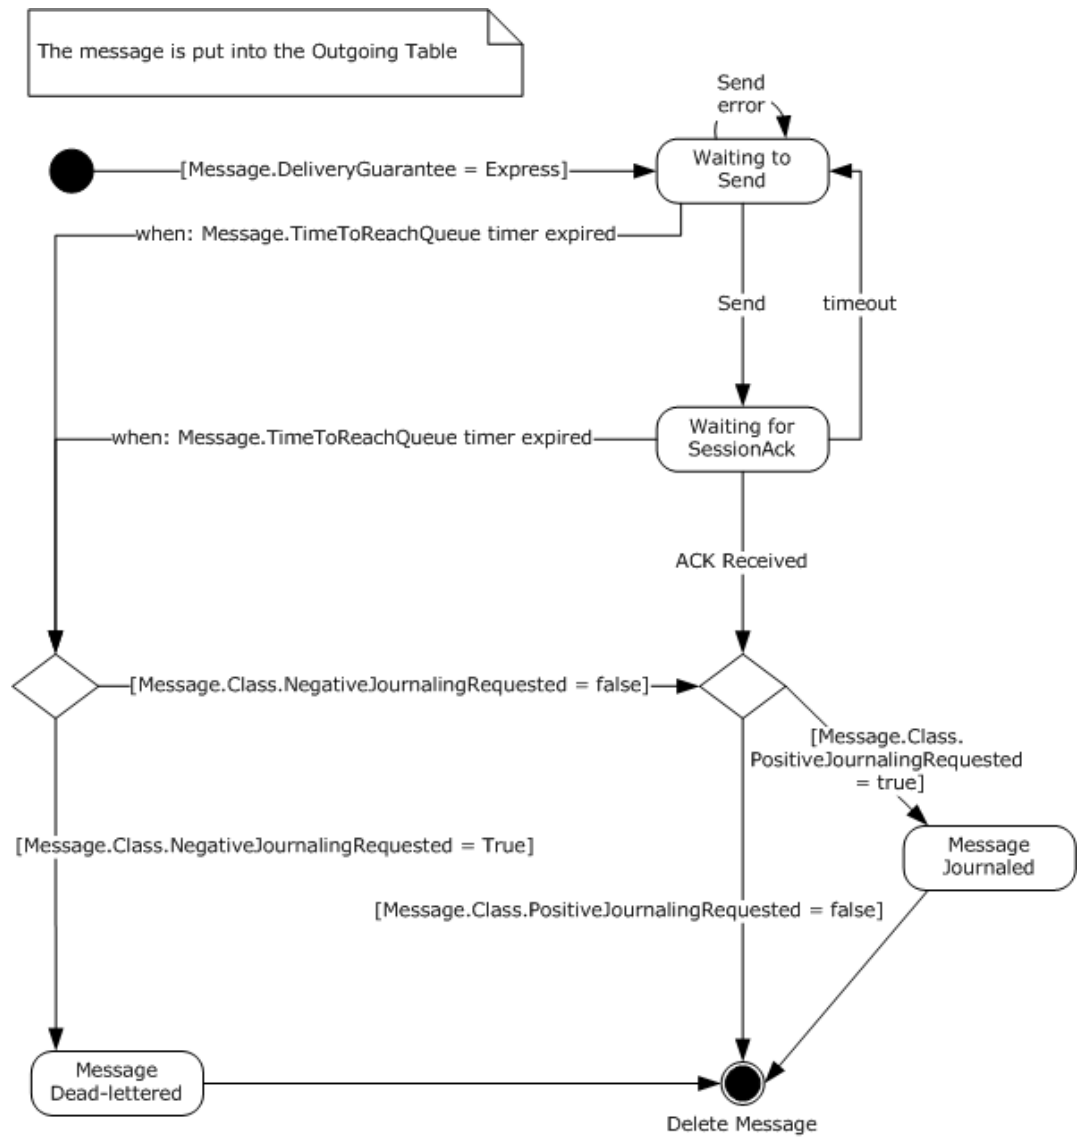 The message is put into the Outgoing Table
Send
error
[Message.DeliveryGuarantee = Express]
Waiting to
Send
when: Message.TimeToReachQueue timer expired
Send
timeout
when: Message.TimeToReachQueue timer expired
Waiting for
SessionAck
ACK Received
[Message.Class.NegativeJournalingRequested = false]
[Message.Class.
PositiveJournalingRequested
= true]
[Message.Class.NegativeJournalingRequested = True]
Message
Journaled
[Message.Class.PositiveJournalingRequested = false]
Message
Dead-lettered
Delete Message